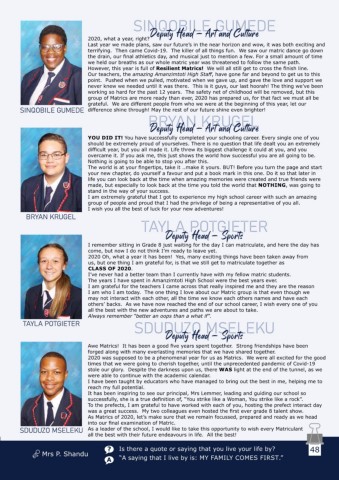 SINQOBILE GUMEDE
Deputy Head – Art and Culture
2020, what a year, right?
Last year we made plans, saw our future's in the near horizon and wow, it was both exciting and
terrifying.  Then came Covid-19.  The killer of all things fun.  We saw our matric dance go down
the drain, our final athletics day, and musical just to mention a few. For a small amount of time
we held our breaths as our whole matric year was threatened to follow the same path.
However, this year is full of Resilient Matrics!  We will all still get to cross the finish line.
Our teachers, the amazing Amanzimtoti High Staff, have gone far and beyond to get us to this
point.  Pushed when we pulled, motivated when we gave up, and gave the love and support we
never knew we needed until it was there.  This is it guys, our last hoorah! The thing we've been
working so hard for the past 12 years.  The safety net of childhood will be removed, but this
group of Matrics are more ready than ever, 2020 has prepared us, for that fact we must all be
grateful.  We are different people from who we were at the beginning of this year, let our
difference shine through! May the rest of our future shine even brighter!
SINQOBILE GUMEDE
BRYAN KRUGEL
Deputy Head – Art and Culture
YOU DID IT! You have successfully completed your schooling career. Every single one of you
should be extremely proud of yourselves. There is no question that life dealt you an extremely
difficult year, but you all made it. Life threw its biggest challenge it could at you, and you
overcame it. If you ask me, this just shows the world how successful you are all going to be.
Nothing is going to be able to stop you after this.
The world is at your fingertips, take it ..make it yours. BUT! Before you turn the page and start
your new chapter, do yourself a favour and put a book mark in this one. Do it so that later in
life you can look back at the time when amazing memories were created and true friends were
made, but especially to look back at the time you told the world that NOTHING, was going to
stand in the way of your success.
I am extremely grateful that I got to experience my high school career with such an amazing
group of people and proud that I had the privilege of being a representative of you all.
I wish you all the best of luck for your new adventures!
BRYAN KRUGEL
TAYLA POTGIETER
Deputy Head – Sports
I remember sitting in Grade 8 just waiting for the day I can matriculate, and here the day has
come, but now I do not think I'm ready to leave yet.
2020 Oh, what a year it has been!  Yes, many exciting things have been taken away from
us, but one thing I am grateful for, is that we still get to matriculate together as
CLASS OF 2020.
I've never had a better team than I currently have with my fellow matric students.
The years I have spent in Amanzimtoti High School were the best years ever.
I am grateful for the teachers I came across that really inspired me and they are the reason
I am who I am today.  The one thing I love about our Matric group is that even though we
may not interact with each other, all the time we know each others names and have each
others' backs.  As we have now reached the end of our school career, I wish every one of you
all the best with the new adventures and paths we are about to take.
Always remember "better an oops than a what if".
TAYLA POTGIETER
SDUDUZO MSELEKU
Deputy Head – Sports
Awe Matrics!  It has been a good five years spent together.  Strong friendships have been
forged along with many everlasting memories that we have shared together.
2020 was supposed to be a phenomenal year for us as Matrics.  We were all excited for the good
times that we were going to cherish together, until the unprecedented pandemic of Covid-19
stole our glory.  Despite the darkness upon us, there WAS light at the end of the tunnel, as we
were able to continue with the academic calendar.
I have been taught by educators who have managed to bring out the best in me, helping me to
reach my full potential.
It has been inspiring to see our principal, Mrs Lemmer, leading and guiding our school so
successfully, she is a true definition of, "You strike like a Woman, You strike like a rock".
To the prefects, I am grateful to have worked with each of you, hosting the prefect interact day
was a great success.  My two colleagues even hosted the first ever grade 8 talent show.
As Matrics of 2020, let's make sure that we remain focussed, prepared and ready as we head
into our final examination of Matric.
As a leader of the school, I would like to take this opportunity to wish every Matriculant
all the best with their future endeavours in life.  All the best!
SDUDUZO MSELEKU
Mrs P. Shandu
? Is there a quote or saying that you live your life by?
A "A saying that I live by is: MY FAMILY COMES FIRST."
48